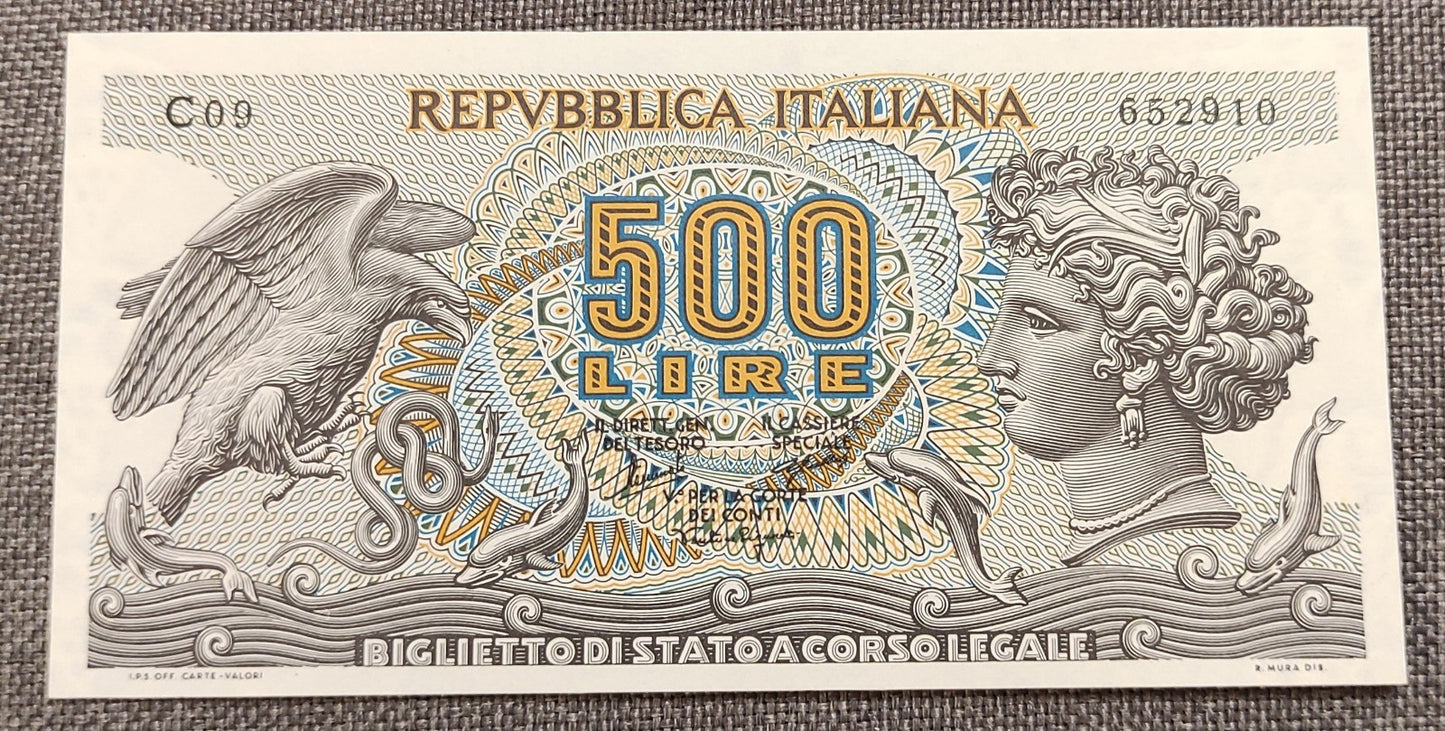 C09 REPVBBLICA ITALIANA 652910
500
LIRE
IL DIRETT. GEN. IL CASSIERE
DEL TESORO SPECIALE
V.° PER LA CORTE
DEI CONTI
BIGLIETTO DI STATO A CORSO LEGALE
I.P.S. OFF. CARTE-VALORI R. MURA DIS.